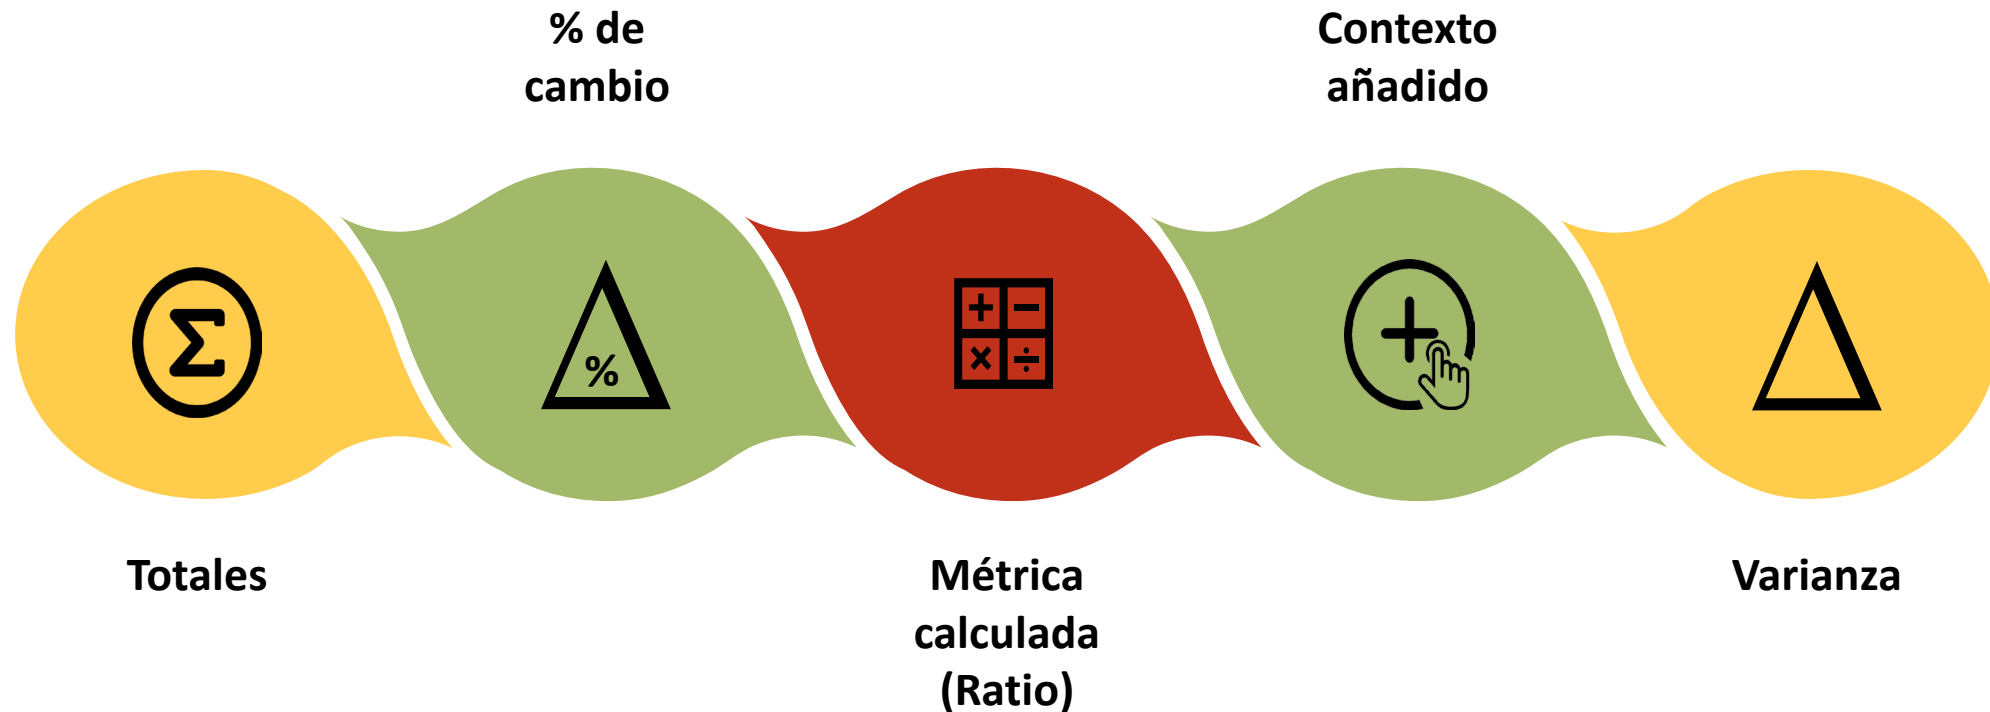 % de
cambio
Contexto
añadido
Σ
%
+ −
× ÷
+
Totales
Métrica
calculada
(Ratio)
Varianza